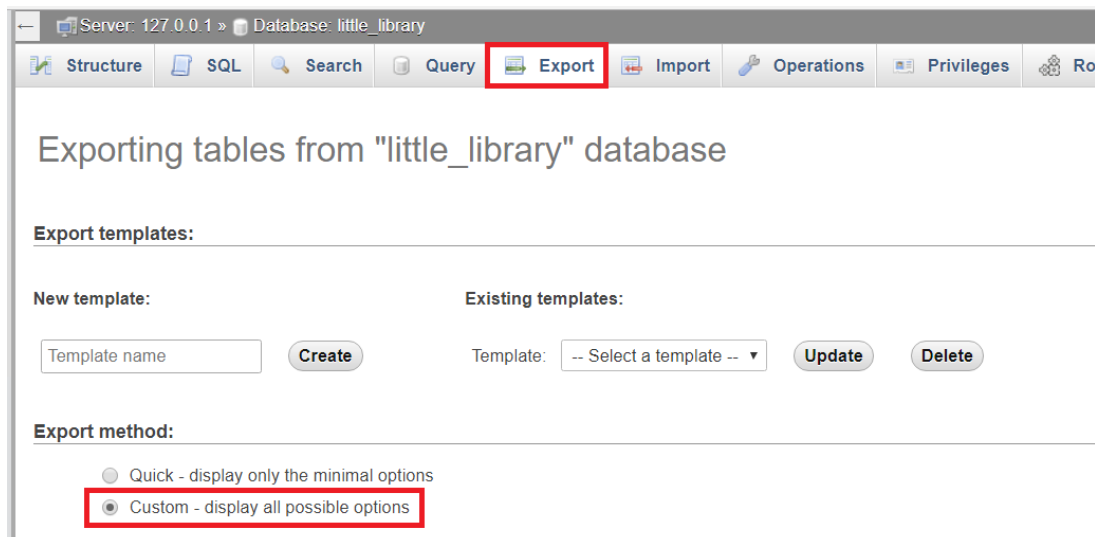 Server: 127.0.0.1 » Database: little_library
Structure SQL Search Query Export Import Operations Privileges Ro
Exporting tables from "little_library" database
Export templates:
New template: Existing templates:
Template name Create Template: -- Select a template -- Update Delete
Export method:
Quick - display only the minimal options
Custom - display all possible options